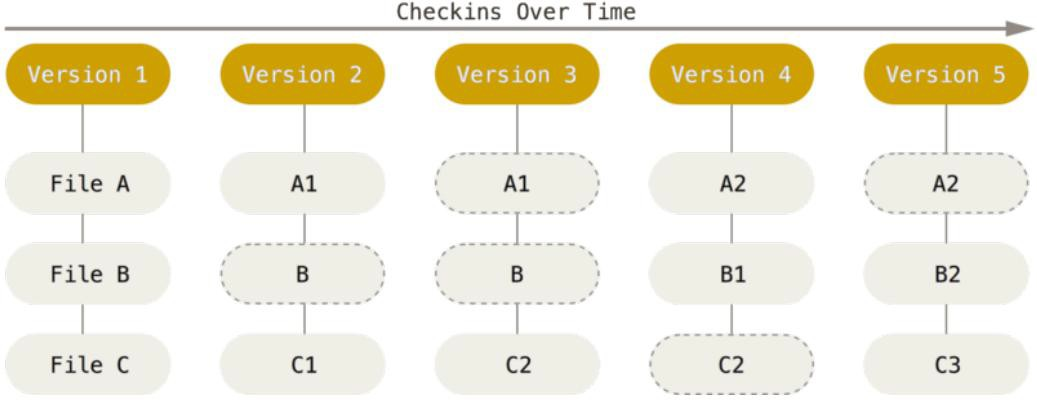 Checkins Over Time
Version 1 Version 2 Version 3 Version 4 Version 5
File A A1 A1 A2 A2
File B B B B1 B2
File C C1 C2 C2 C3